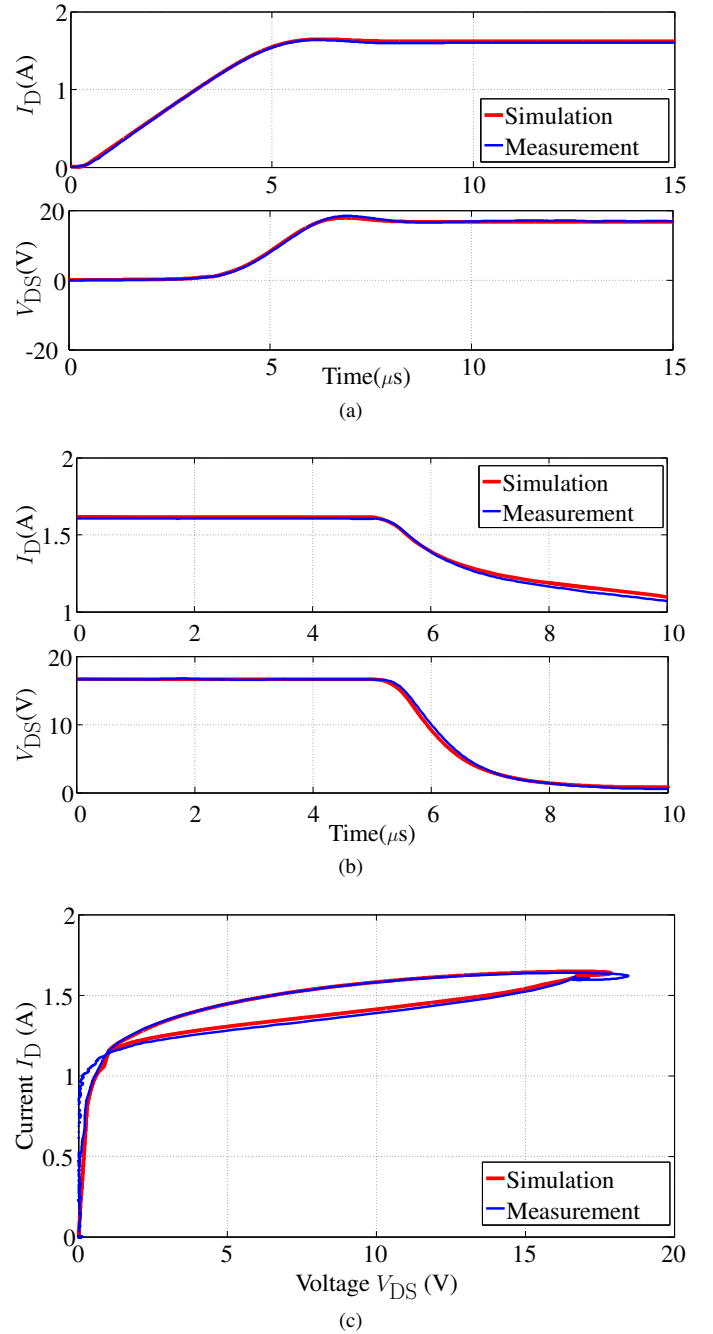 2
1
0
I_D(A)
Simulation
Measurement
0 5 10 15
20
0
-20
V_DS(V)
0 5 10 15
Time(μs)
(a)
2
1.5
1
I_D(A)
Simulation
Measurement
0 2 4 6 8 10
20
10
0
V_DS(V)
0 2 4 6 8 10
Time(μs)
(b)
2
1.5
1
0.5
0
Current I_D (A)
Simulation
Measurement
0 5 10 15 20
Voltage V_DS (V)
(c)